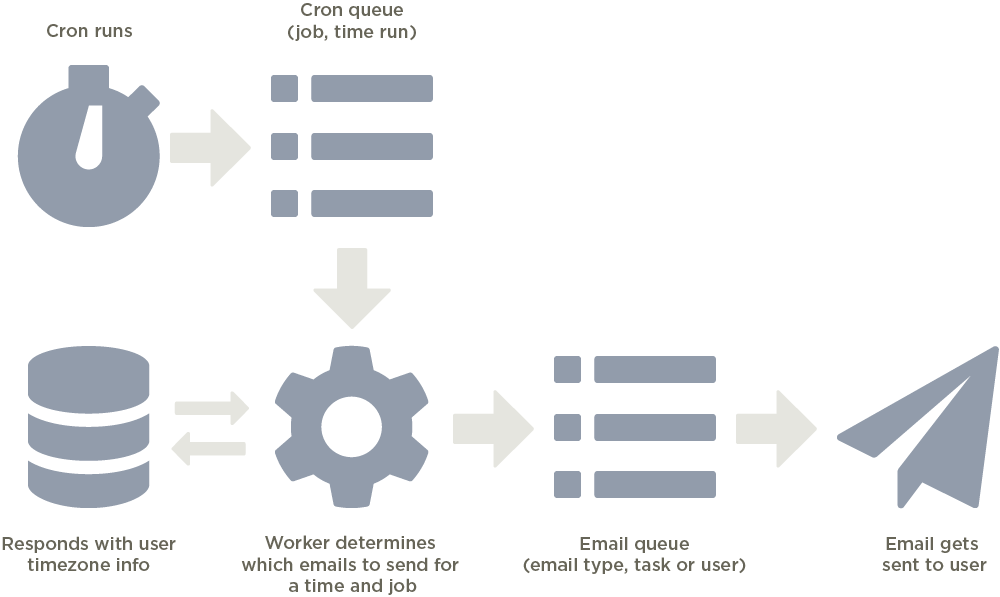 Cron runs
Cron queue
(job, time run)
Responds with user
timezone info
Worker determines
which emails to send for
a time and job
Email queue
(email type, task or user)
Email gets
sent to user